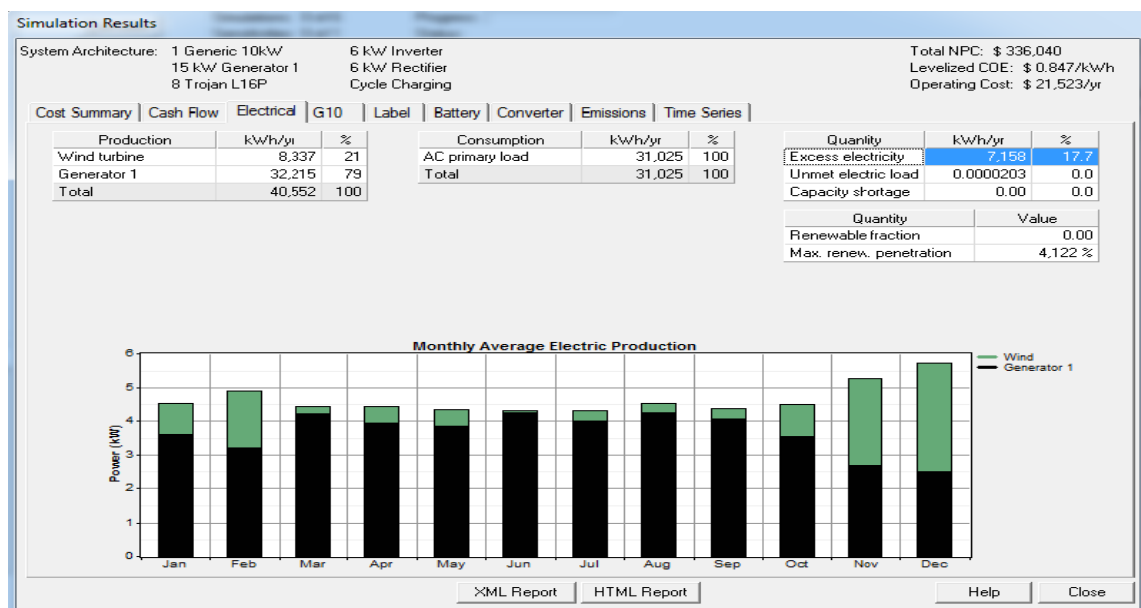 Simulation Results
System Architecture: 1 Generic 10kW 6 kW Inverter Total NPC: $ 336,040
15 kW Generator 1 6 kW Rectifier Levelized COE: $ 0.847/kWh
8 Trojan L16P Cycle Charging Operating Cost: $ 21,523/yr
Cost Summary Cash Flow Electrical G10 Label Battery Converter Emissions Time Series
Production kWh/yr % Consumption kWh/yr % Quantity kWh/yr %
Wind turbine 8,337 21 AC primary load 31,025 100 Excess electricity 7,158 17.7
Generator 1 32,215 79 Total 31,025 100 Unmet electric load 0.0000203 0.0
Total 40,552 100 Capacity shortage 0.00 0.0
Quantity Value
Renewable fraction 0.00
Max. renew. penetration 4,122 %
Monthly Average Electric Production
Wind
Generator 1
Power (kW)
6
5
4
3
2
1
0
Jan Feb Mar Apr May Jun Jul Aug Sep Oct Nov Dec
XML Report HTML Report Help Close